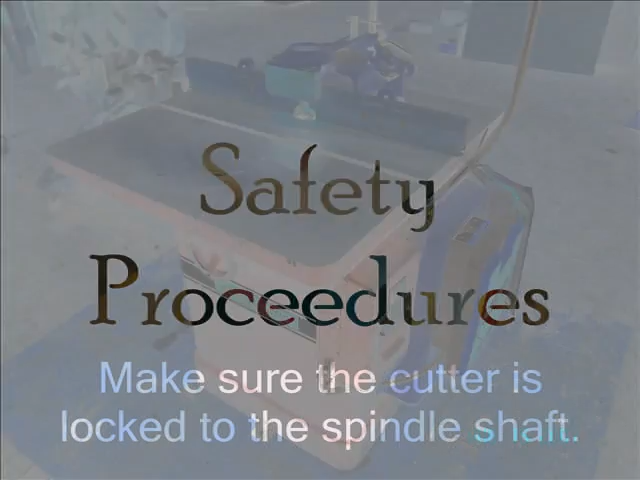 Safety
Proceedures
Make sure the cutter is
locked to the spindle shaft.